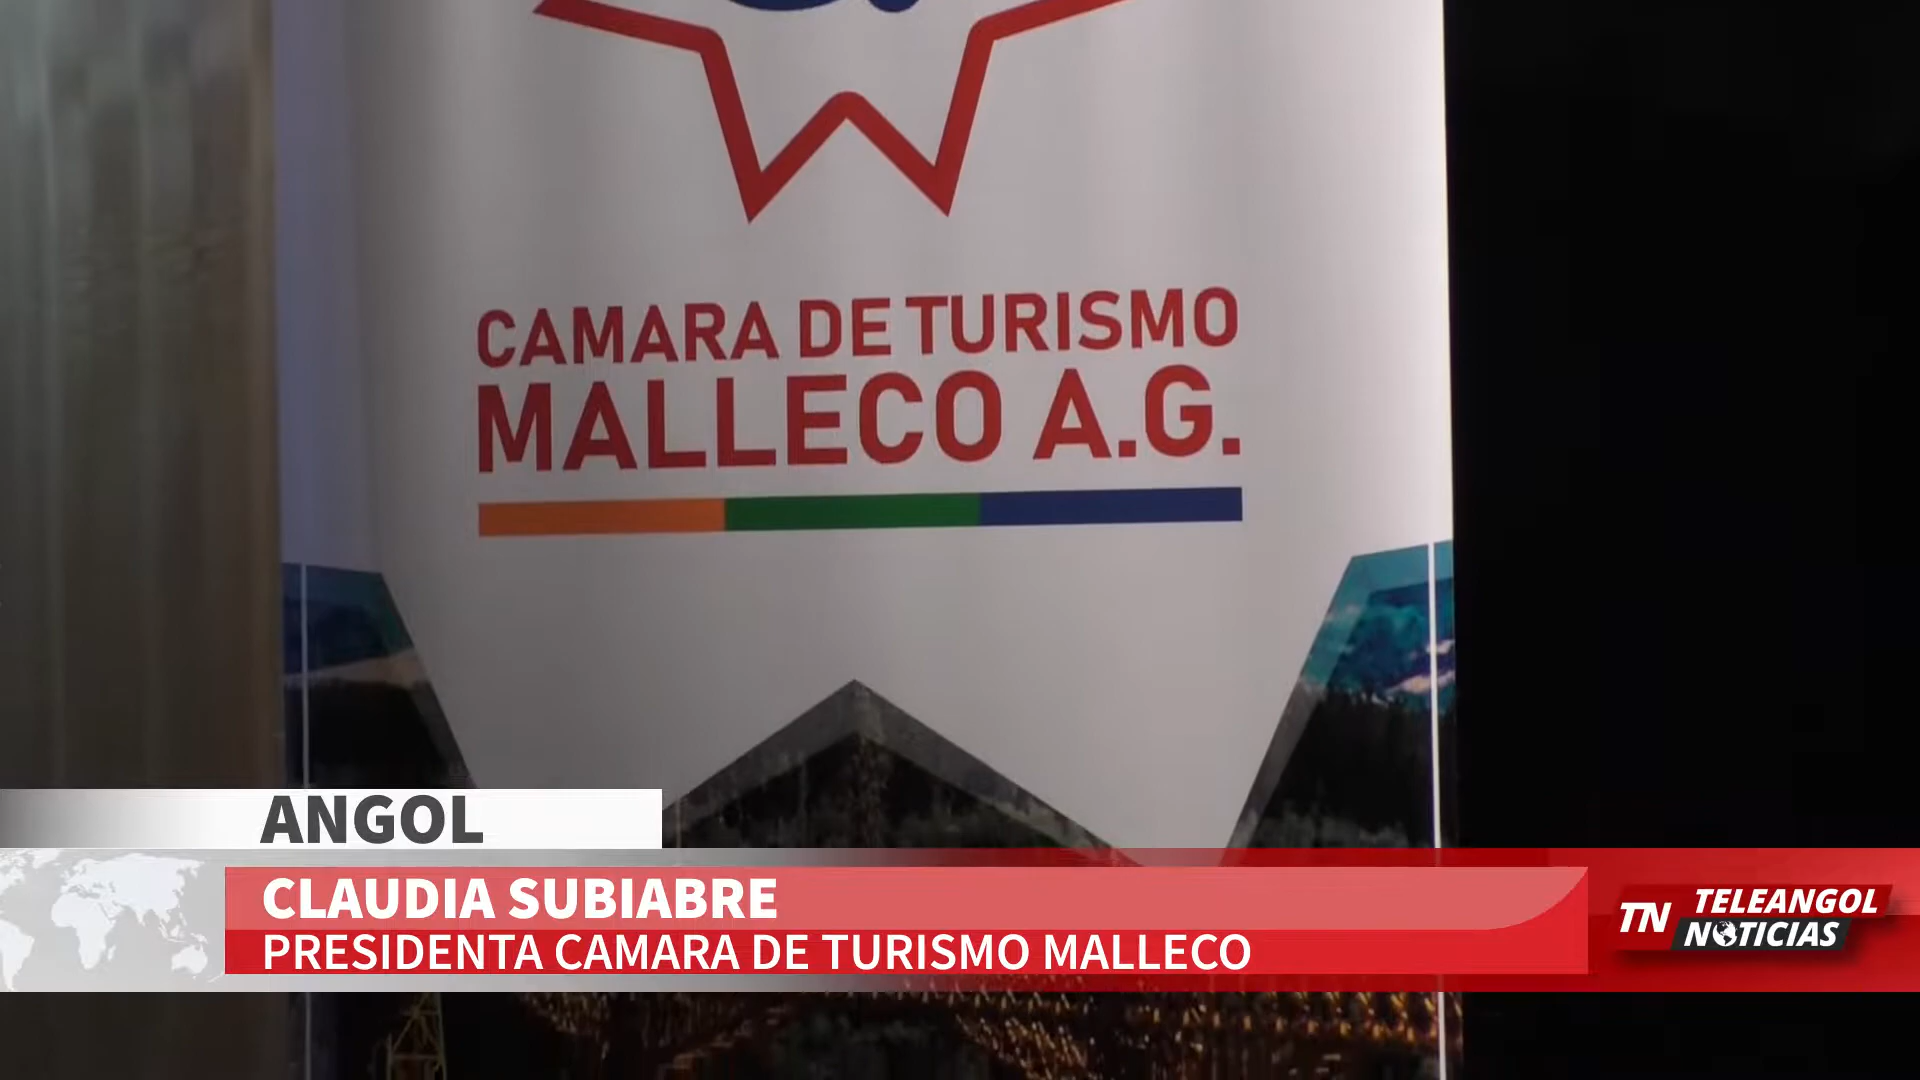 CAMARA DE TURISMO
MALLECO A.G.
ANGOL
CLAUDIA SUBIABRE
PRESIDENTA CAMARA DE TURISMO MALLECO
TN TELEANGOL
NOTICIAS